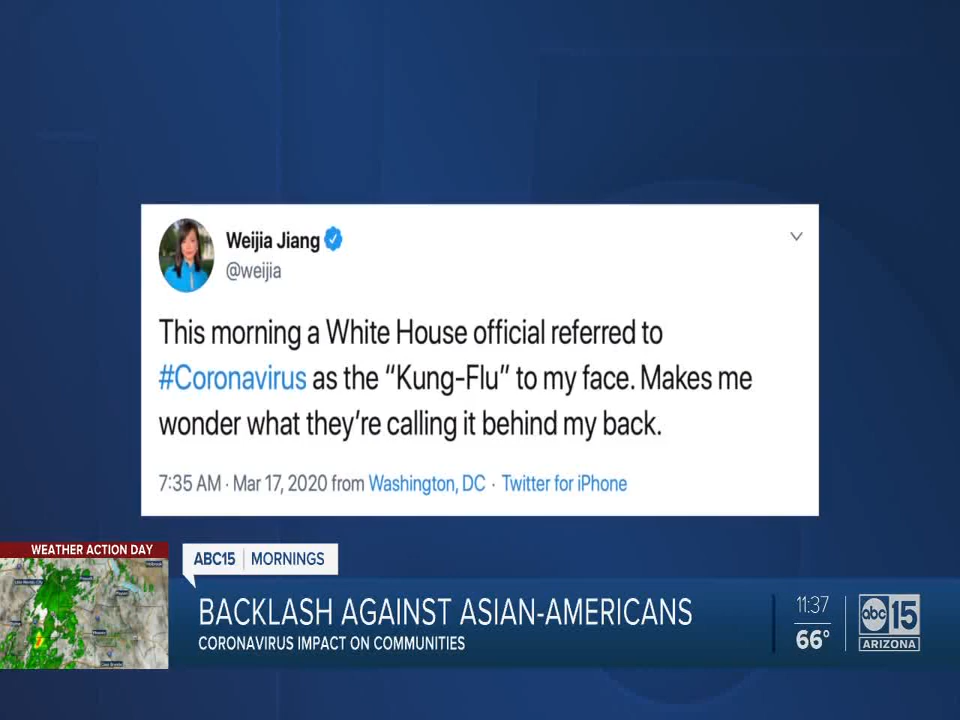 Weijia Jiang
@weijia
This morning a White House official referred to
#Coronavirus as the “Kung-Flu” to my face. Makes me
wonder what they’re calling it behind my back.
7:35 AM · Mar 17, 2020 from Washington, DC · Twitter for iPhone
WEATHER ACTION DAY
ABC15 MORNINGS
BACKLASH AGAINST ASIAN-AMERICANS
CORONAVIRUS IMPACT ON COMMUNITIES
11:37
66°
abc 15
ARIZONA